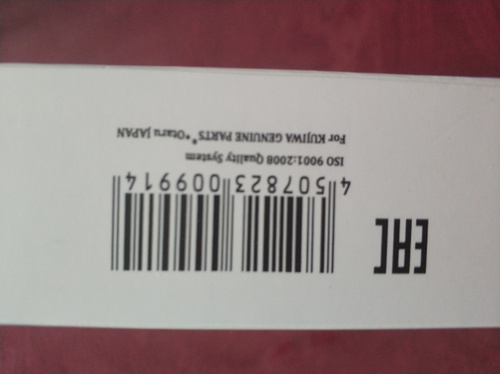 EAC
4 507823 009914
ISO 9001:2008 Quality System
For KUJIWA GENUINE PARTS® *Otaru JAPAN